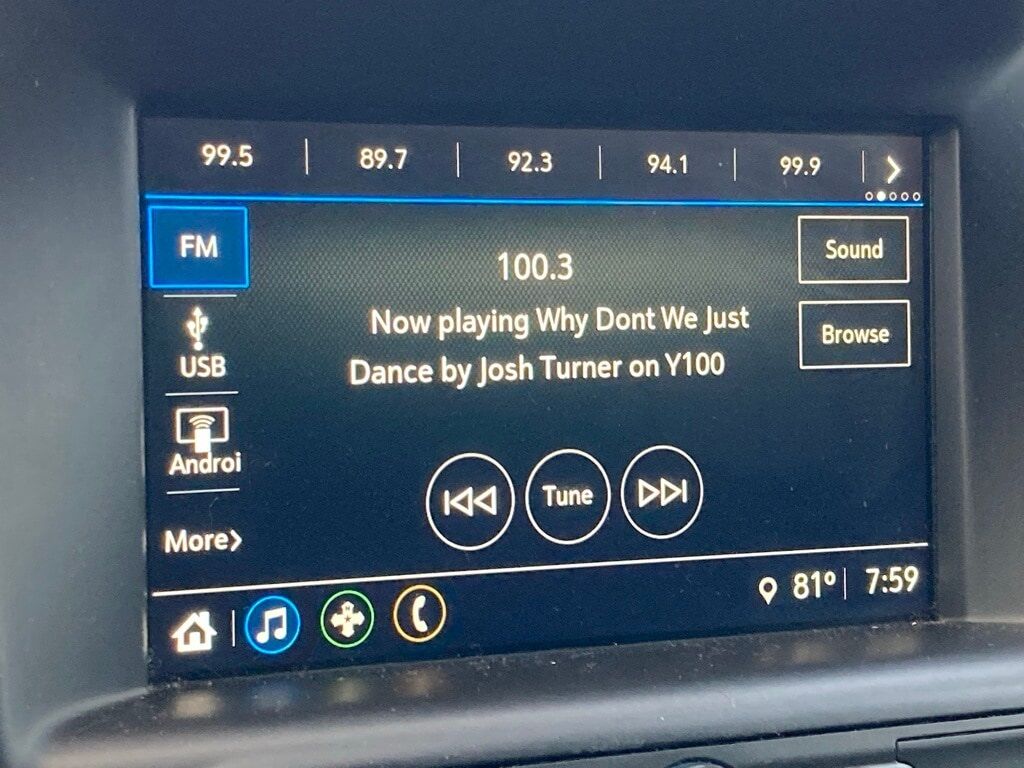 99.5 89.7 92.3 94.1 99.9
FM
100.3
Sound
Now playing Why Dont We Just
Dance by Josh Turner on Y100
Browse
USB
Androi
Tune
More
81° 7:59